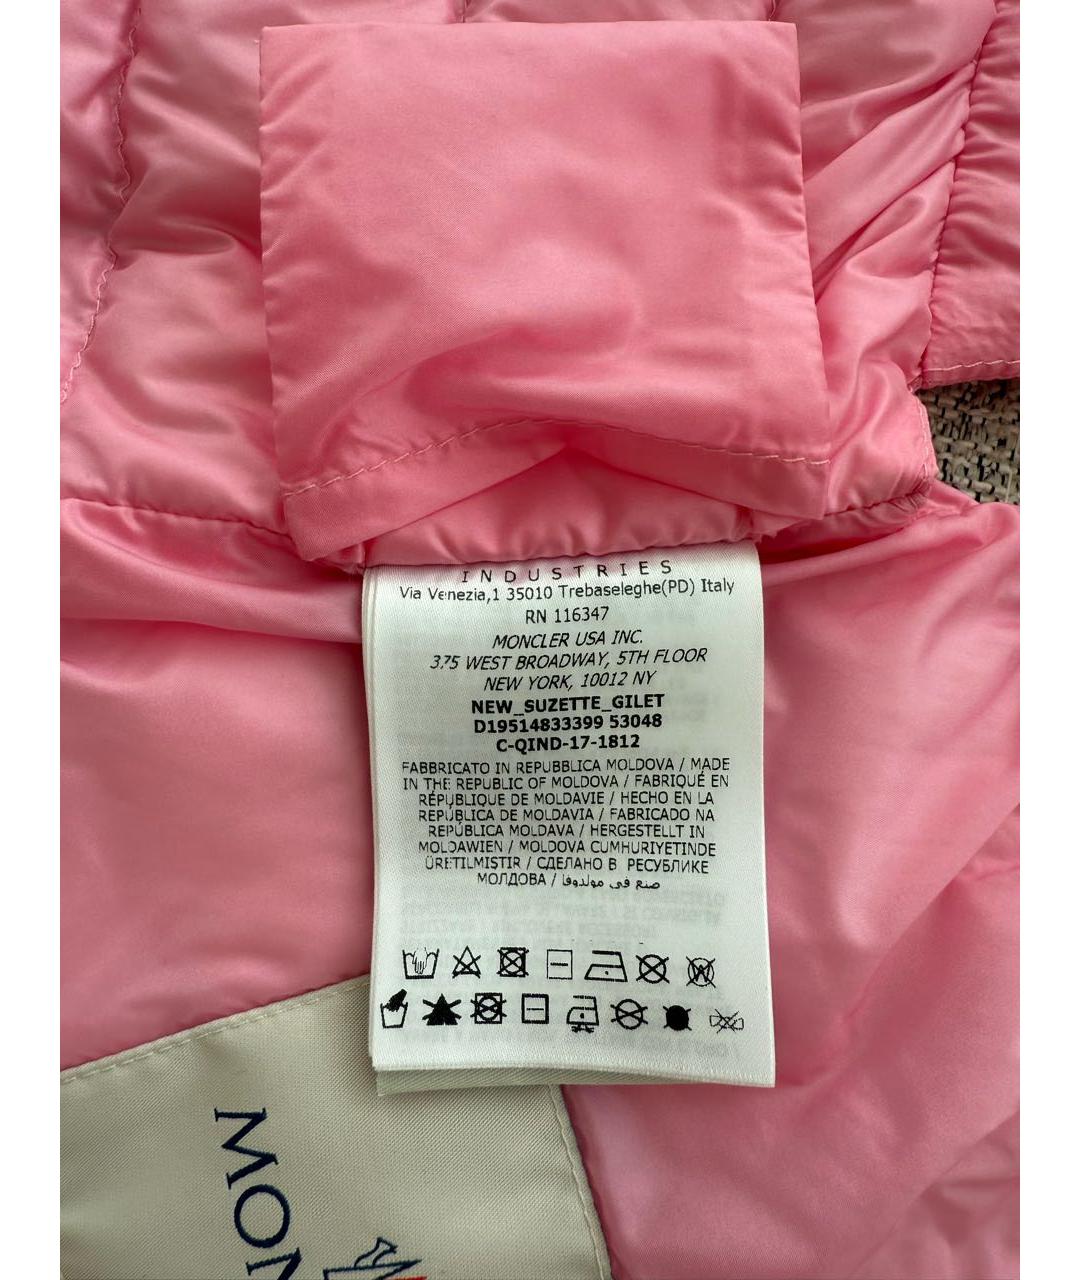 INDUSTRIES
Via Venezia,1 35010 Trebaseleghe(PD) Italy
RN 116347
MONCLER USA INC.
375 WEST BROADWAY, 5TH FLOOR
NEW YORK, 10012 NY
NEW_SUZETTE_GILET
D19514833399 53048
C-QIND-17-1812
FABBRICATO IN REPUBBLICA MOLDOVA / MADE
IN THE REPUBLIC OF MOLDOVA / FABRIQUÉ EN
RÉPUBLIQUE DE MOLDAVIE / HECHO EN LA
REPÚBLICA DE MOLDAVIA / FABRICADO NA
REPÚBLICA MOLDAVA / HERGESTELLT IN
MOLDAWIEN / MOLDOVA CUMHURIYETINDE
ÜRETILMISTIR / СДЕЛАНО В РЕСПУБЛИКЕ
МОЛДОВА / صنع في مولدوفا
MON